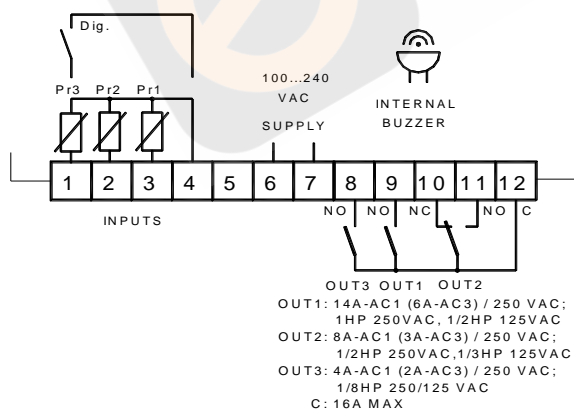 Dig.
Pr3 Pr2 Pr1
100...240
VAC
SUPPLY
INTERNAL
BUZZER
1 2 3 4 5 6 7 8 9 10 11 12
INPUTS
NO NO NC NO C
OUT3 OUT1 OUT2
OUT1: 14A-AC1 (6A-AC3) / 250 VAC;
1HP 250VAC, 1/2HP 125VAC
OUT2: 8A-AC1 (3A-AC3) / 250 VAC;
1/2HP 250VAC,1/3HP 125VAC
OUT3: 4A-AC1 (2A-AC3) / 250 VAC;
1/8HP 250/125 VAC
C: 16A MAX